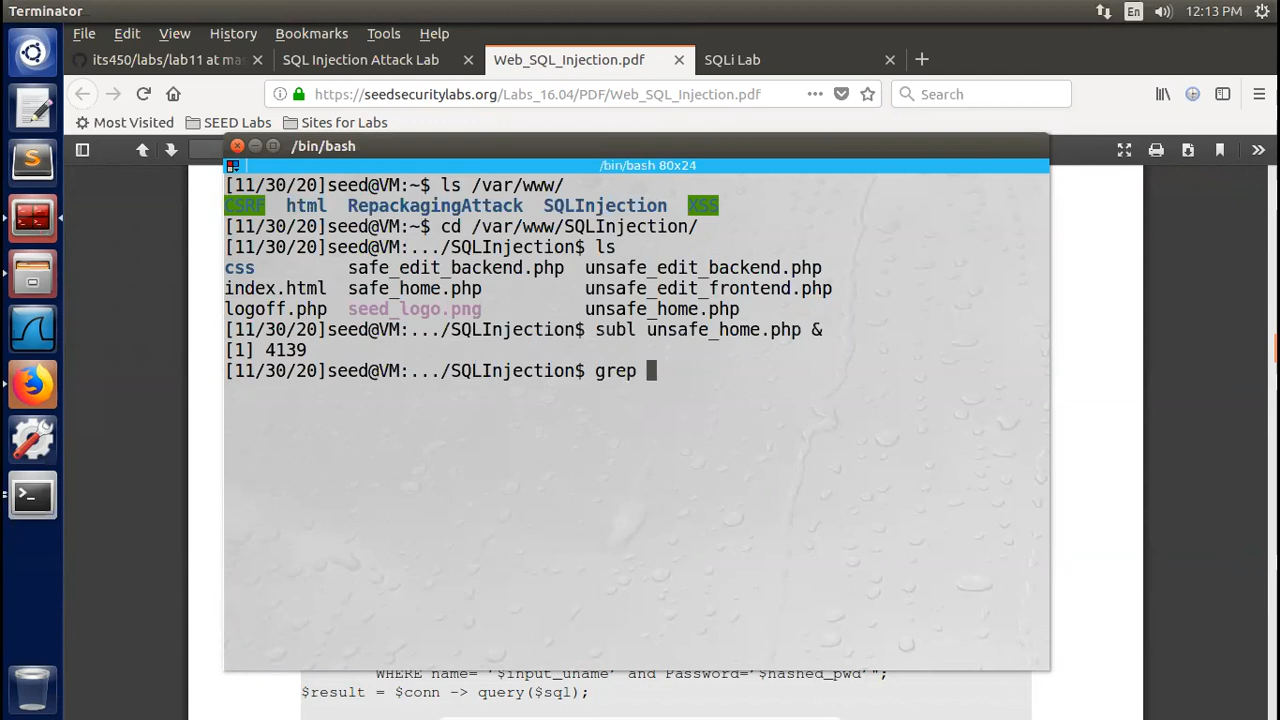 Terminator
En
12:13 PM
File Edit View History Bookmarks Tools Help
its450/labs/lab11 at mas
SQL Injection Attack Lab
Web_SQL_Injection.pdf
SQLi Lab
https://seedsecuritylabs.org/Labs_16.04/PDF/Web_SQL_Injection.pdf
Search
Most Visited SEED Labs Sites for Labs
/bin/bash
/bin/bash 80x24
[11/30/20]seed@VM:~$ ls /var/www/
CSRF html RepackagingAttack SQLInjection XSS
[11/30/20]seed@VM:~$ cd /var/www/SQLInjection/
[11/30/20]seed@VM:.../SQLInjection$ ls
css safe_edit_backend.php unsafe_edit_backend.php
index.html safe_home.php unsafe_edit_frontend.php
logoff.php seed_logo.png unsafe_home.php
[11/30/20]seed@VM:.../SQLInjection$ subl unsafe_home.php &
[1] 4139
[11/30/20]seed@VM:.../SQLInjection$ grep
WHERE name= '$input_uname' and Password='$hashed_pwd'";
$result = $conn -> query($sql);